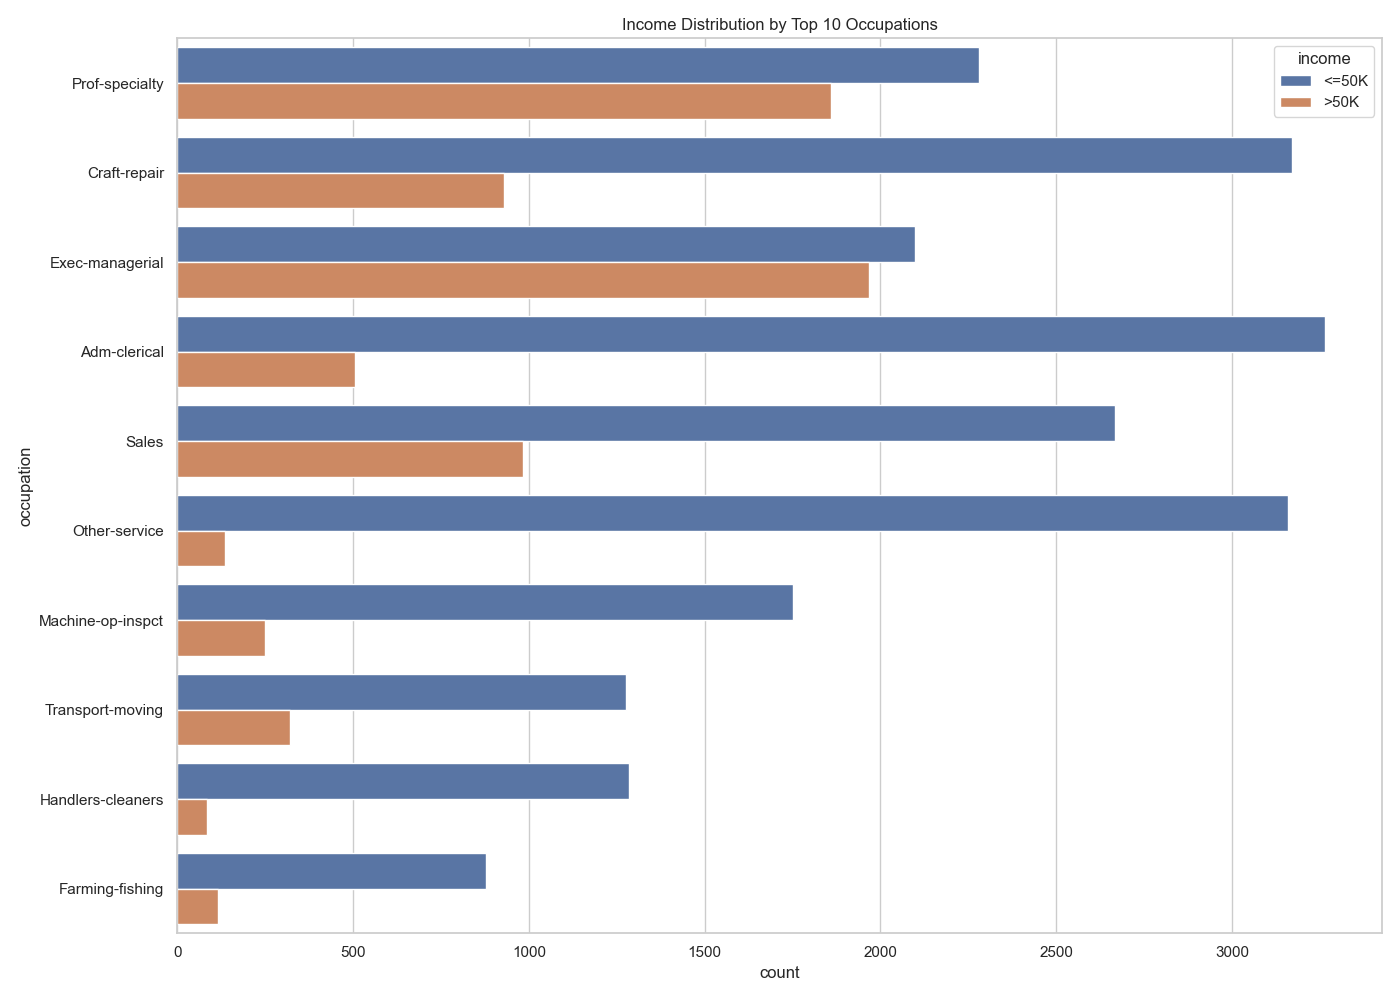 Income Distribution by Top 10 Occupations
income
<=50K
>50K
Prof-specialty
Craft-repair
Exec-managerial
Adm-clerical
Sales
Other-service
Machine-op-inspct
Transport-moving
Handlers-cleaners
Farming-fishing
occupation
0 500 1000 1500 2000 2500 3000
count